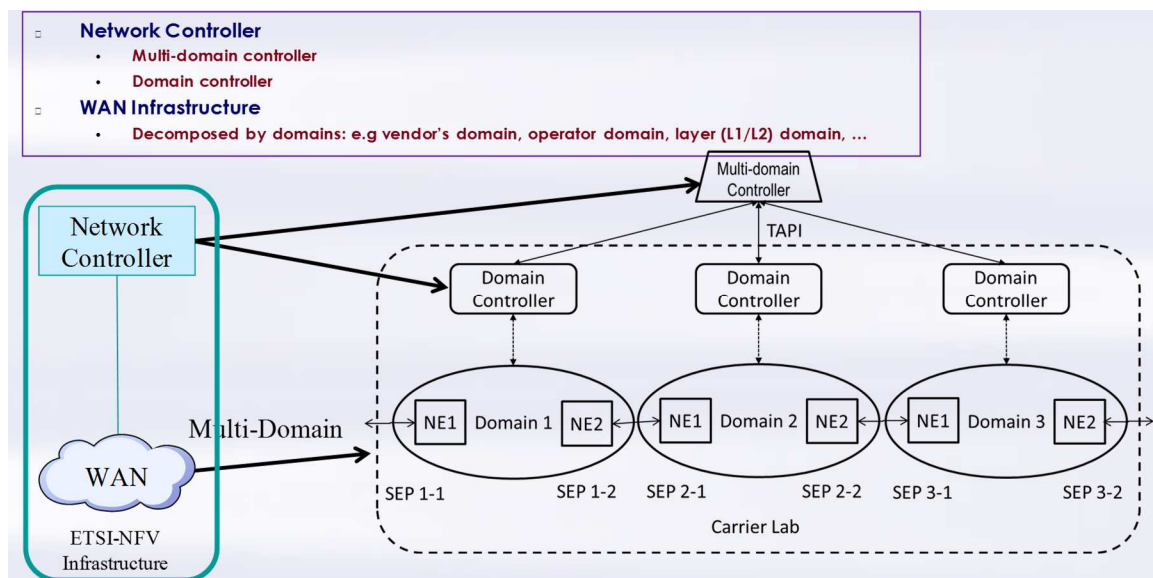 Network Controller
• Multi-domain controller
• Domain controller
WAN Infrastructure
• Decomposed by domains: e.g vendor's domain, operator domain, layer (L1/L2) domain, ...
Multi-domain
Controller
TAPI
Network
Controller
Domain
Controller
Domain
Controller
Domain
Controller
NE1
Domain 1
NE2
NE1
Domain 2
NE2
NE1
Domain 3
NE2
Multi-Domain
WAN
SEP 1-1
SEP 1-2
SEP 2-1
SEP 2-2
SEP 3-1
SEP 3-2
Carrier Lab
ETSI-NFV
Infrastructure